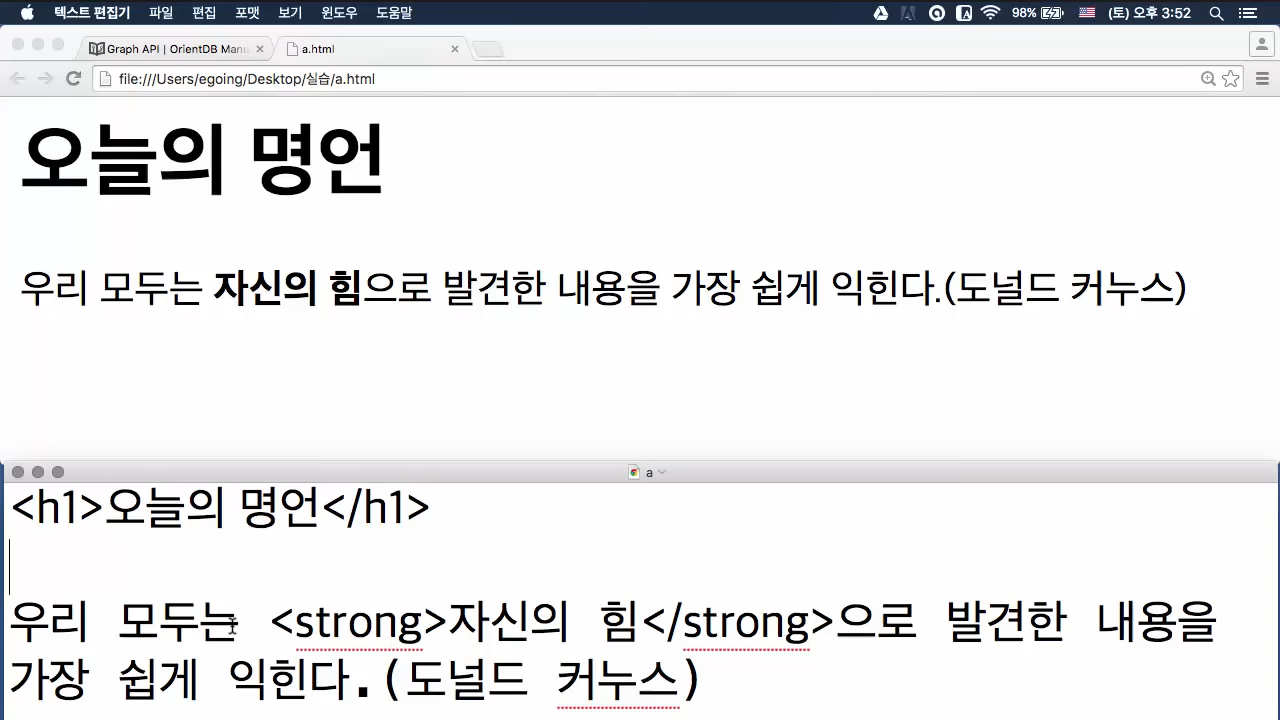 텍스트 편집기 파일 편집 포맷 보기 윈도우 도움말 98% (토) 오후 3:52
Graph API | OrientDB Manu a.html
file:///Users/egoing/Desktop/실습/a.html
오늘의 명언
우리 모두는 자신의 힘으로 발견한 내용을 가장 쉽게 익힌다.(도널드 커누스)
a
<h1>오늘의 명언</h1>
우리 모두는 <strong>자신의 힘</strong>으로 발견한 내용을
가장 쉽게 익힌다.(도널드 커누스)